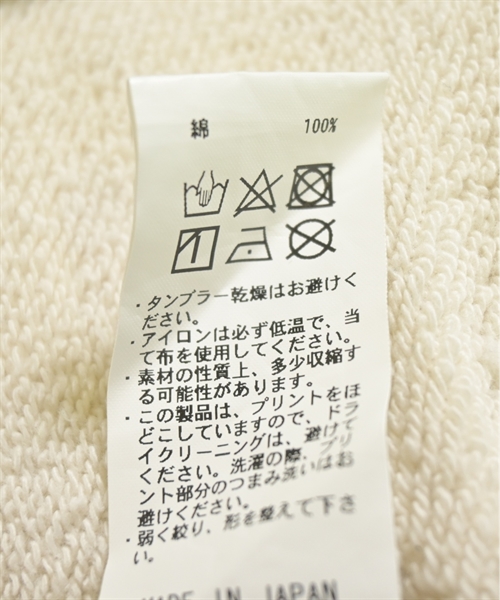 綿 100%
・タンブラー乾燥はお避けく
ださい。
・アイロンは必ず低温で、当
て布を使用してください。
・素材の性質上、多少収縮す
る可能性があります。
・この製品は、プリントをほ
どこしていますので、ドラ
イクリーニングは、避けて
ください。洗濯の際、プリ
ント部分のつまみ洗いはお
避けください。
・弱く絞り、形を整えて下さ
い。
MADE IN JAPAN